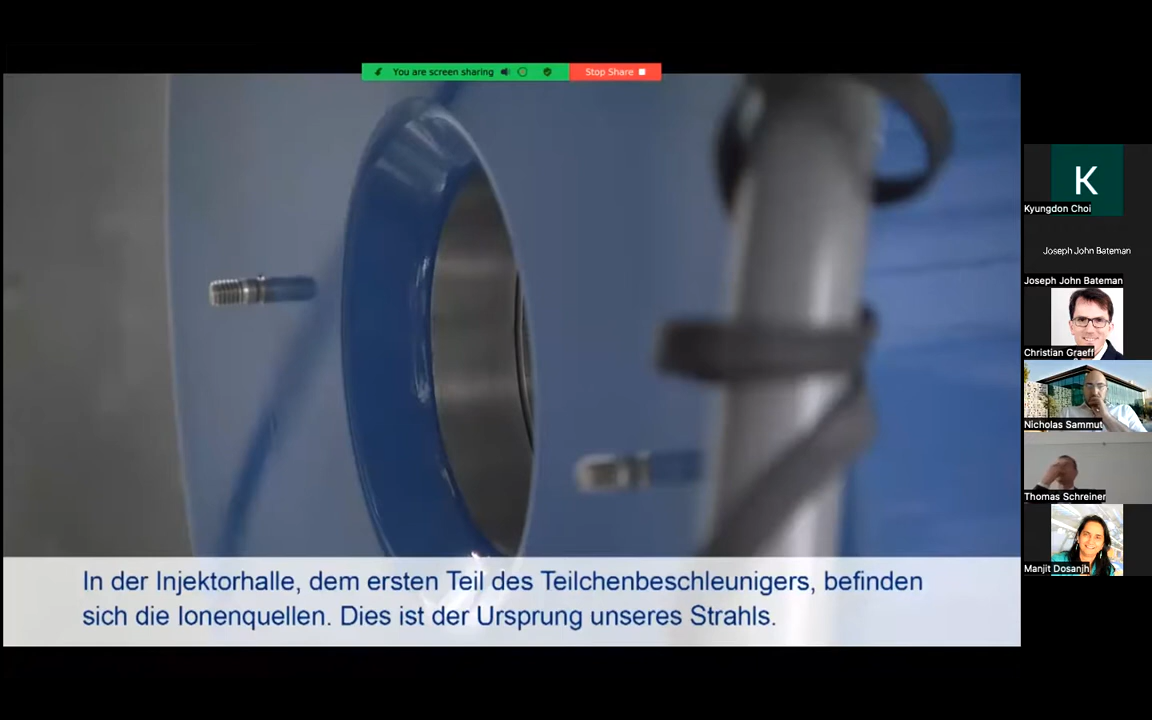 You are screen sharing
Stop Share
In der Injektorhalle, dem ersten Teil des Teilchenbeschleunigers, befinden
sich die Ionenquellen. Dies ist der Ursprung unseres Strahls.
K
Kyungdon Choi
Joseph John Bateman
Joseph John Bateman
Christian Graeff
Nicholas Sammut
Thomas Schreiner
Manjit Dosanjh